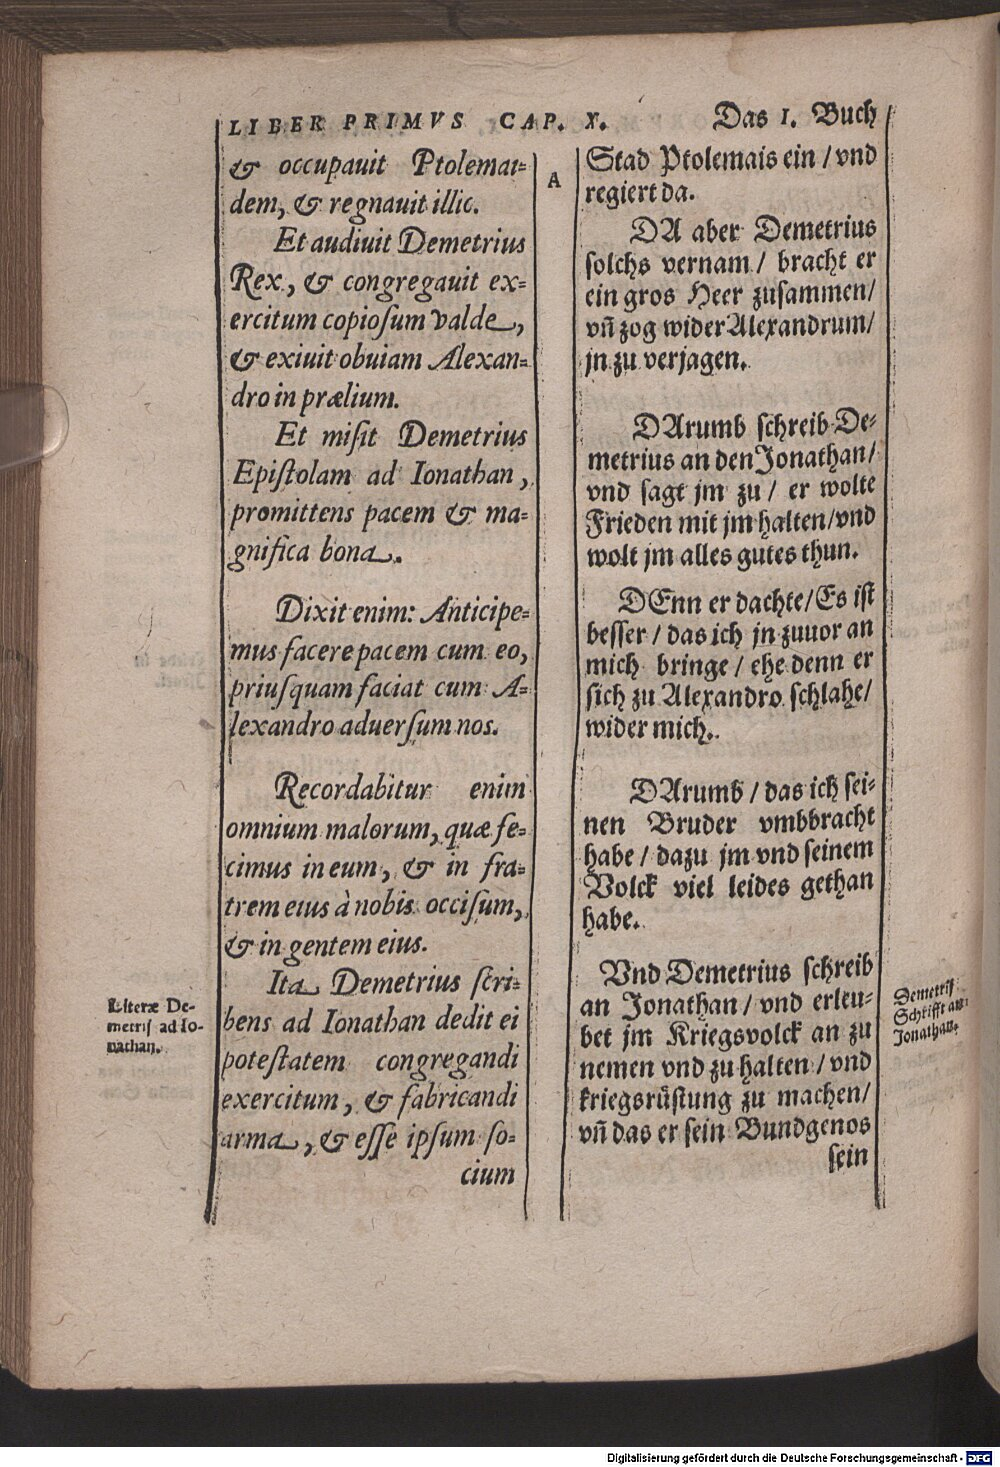 LIBER PRIMVS CAP. X. Das I. Buch
& occupauit Ptolemai=
dem, & regnauit illic.
Et audiuit Demetrius
Rex, & congregauit ex=
ercitum copioſum valde,
& exiuit obuiam Alexan=
dro in prælium.
Et miſit Demetrius
Epiſtolam ad Ionathan,
promittens pacem & ma=
gnifica bona.
Dixit enim: Anticipe=
mus facere pacem cum eo,
priuſquam faciat cum A=
lexandro aduerſum nos.
Recordabitur enim
omnium malorum, quæ fe=
cimus in eum, & in fra=
trem eius à nobis occiſum,
& in gentem eius.
Literæ De-
metrij ad Io-
nathan.
Ita Demetrius ſcri=
bens ad Ionathan dedit ei
poteſtatem congregandi
exercitum, & fabricandi
arma, & eſſe ipſum ſo=
cium
A
Stad Ptolemais ein / vnd
regiert da.
DA aber Demetrius
ſolchs vernam / bracht er
ein gros Heer zuſammen/
vñ zog wider Alexandrum/
jn zu verjagen.
DArumb ſchreib De=
metrius an den Jonathan/
vnd ſagt jm zu / er wolte
Frieden mit jm halten/vnd
wolt jm alles gutes thun.
DEnn er dachte/Es iſt
beſſer / das ich jn zuuor an
mich bringe / ehe denn er
ſich zu Alexandro ſchlahe/
wider mich.
DArumb / das ich ſei=
nen Bruder vmbbracht
habe / dazu jm vnd ſeinem
Volck viel leides gethan
habe.
Vnd Demetrius ſchreib
an Jonathan / vnd erleu=
bet jm Kriegsvolck an zu
nemen vnd zu halten / vnd
kriegsrüſtung zu machen/
vñ das er ſein Bundgenos
ſein
Demetrij
Schrifft an
Jonathan.
Digitalisierung gefördert durch die Deutsche Forschungsgemeinschaft - DFG